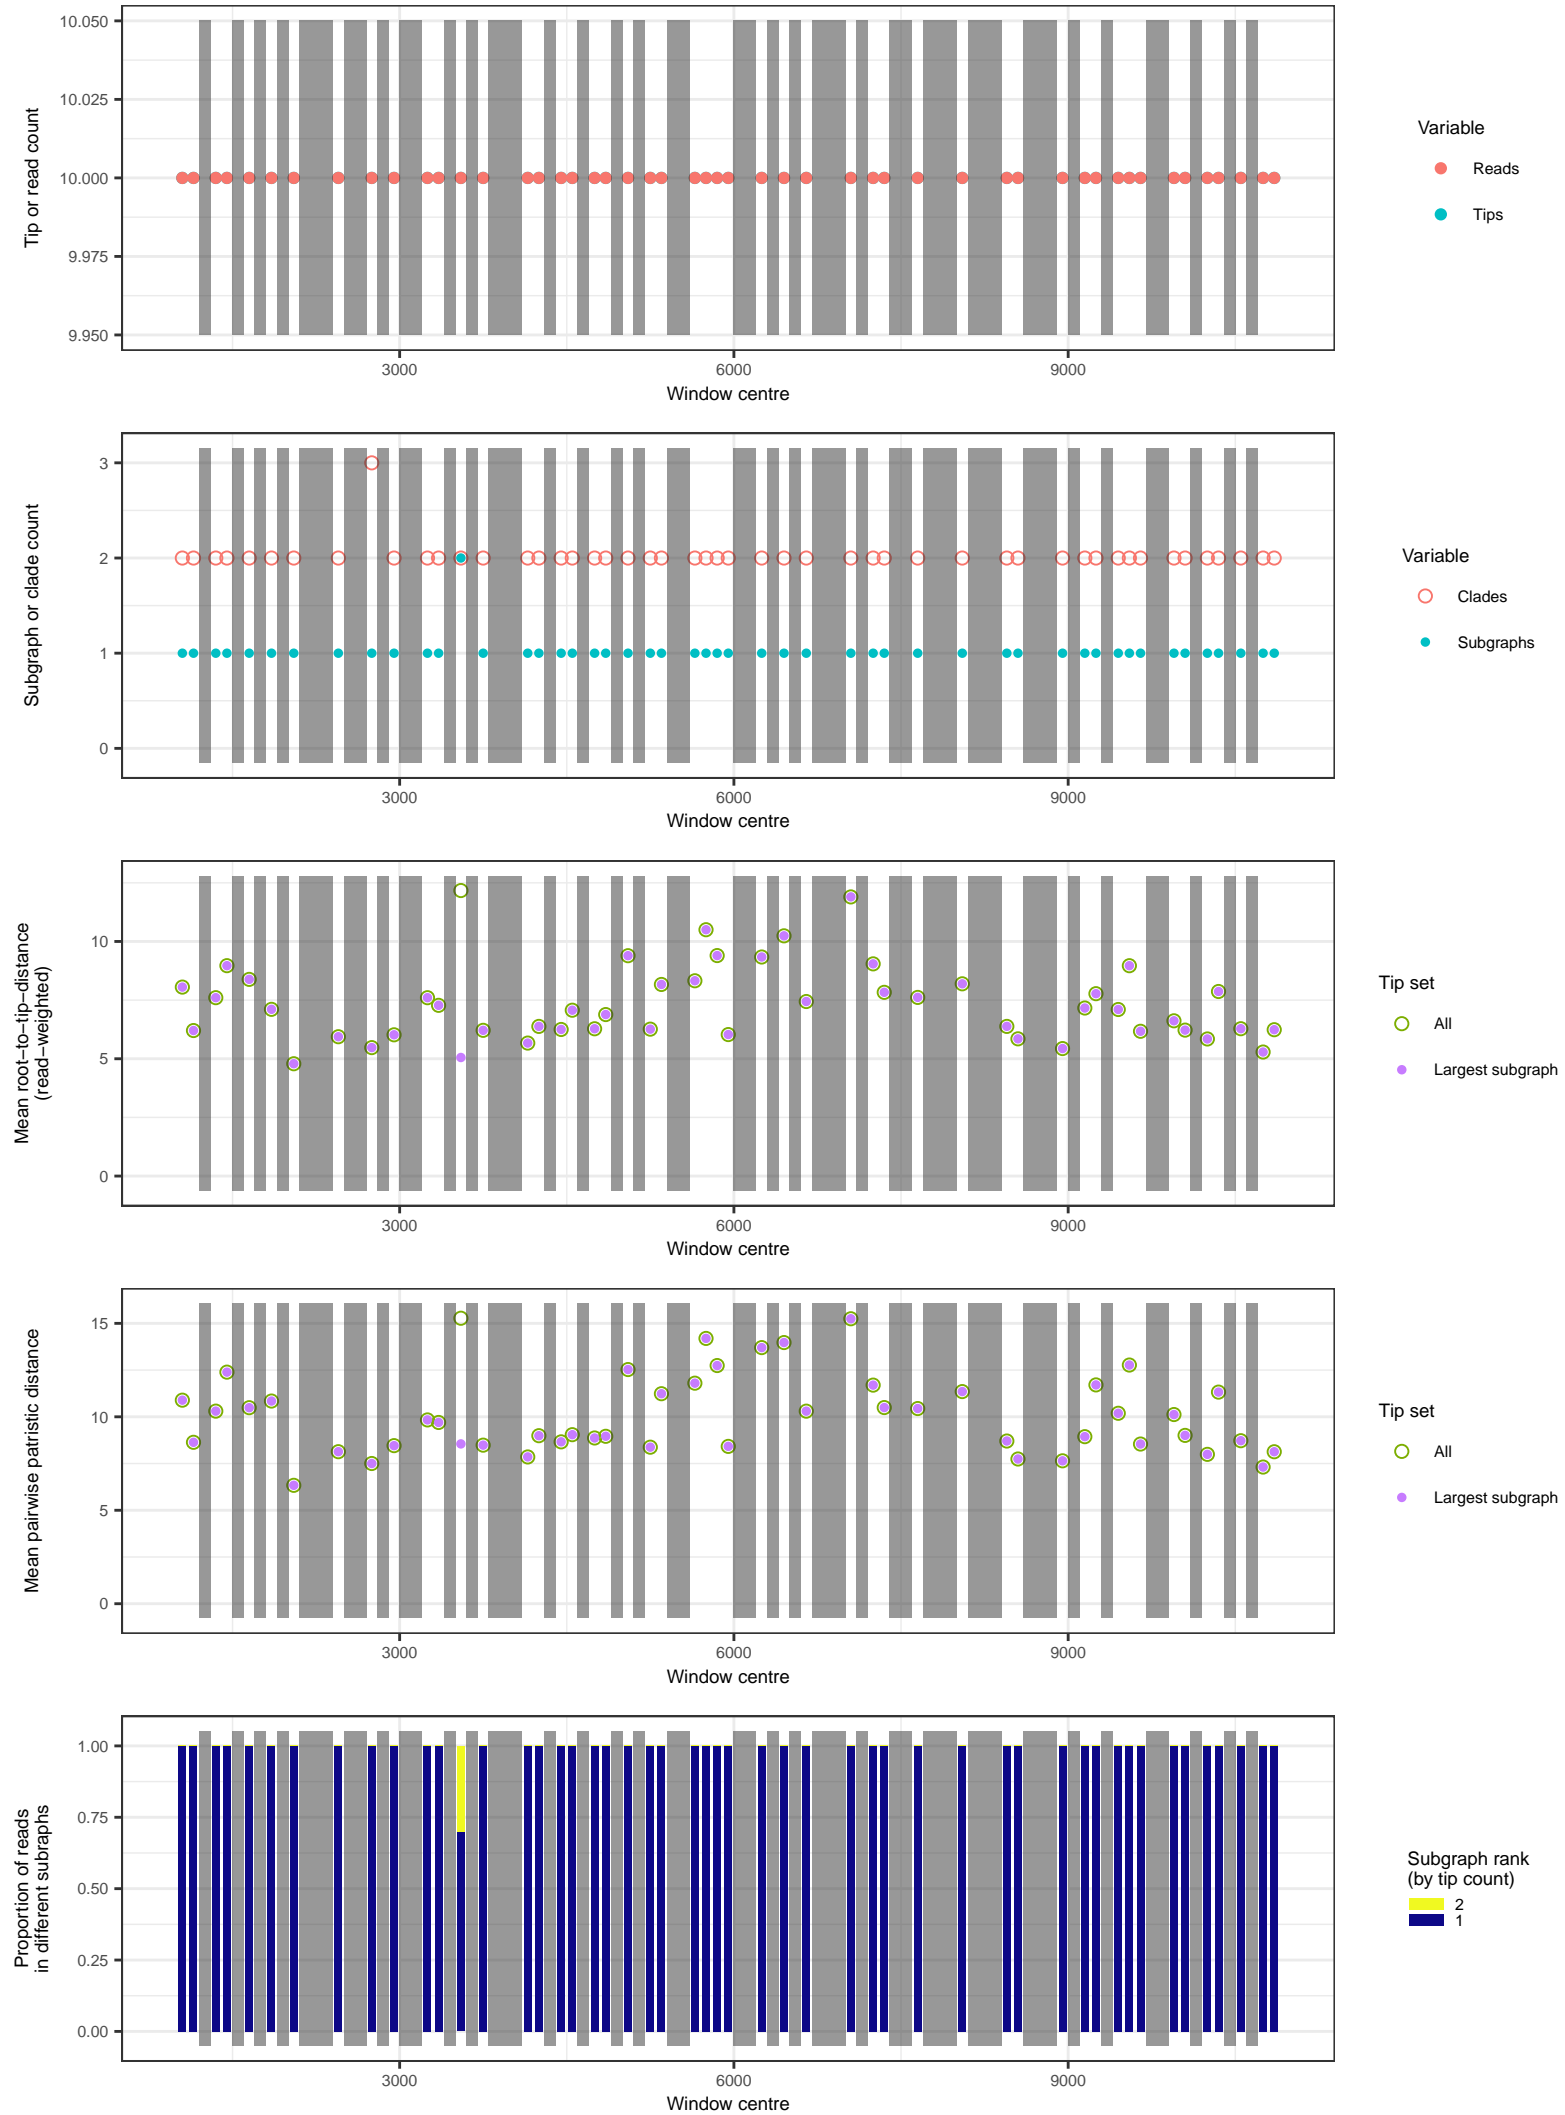 10.050
10.025
10.000
9.975
9.950
Tip or read count
3000
6000
9000
Window centre
Variable
Reads
Tips
3
2
1
0
Subgraph or clade count
3000
6000
9000
Window centre
Variable
Clades
Subgraphs
10
5
0
Mean root−to−tip−distance
(read−weighted)
3000
6000
9000
Window centre
Tip set
All
Largest subgraph
15
10
5
0
Mean pairwise patristic distance
3000
6000
9000
Window centre
Tip set
All
Largest subgraph
1.00
0.75
0.50
0.25
0.00
Proportion of reads
in different subraphs
3000
6000
9000
Window centre
Subgraph rank
(by tip count)
2
1